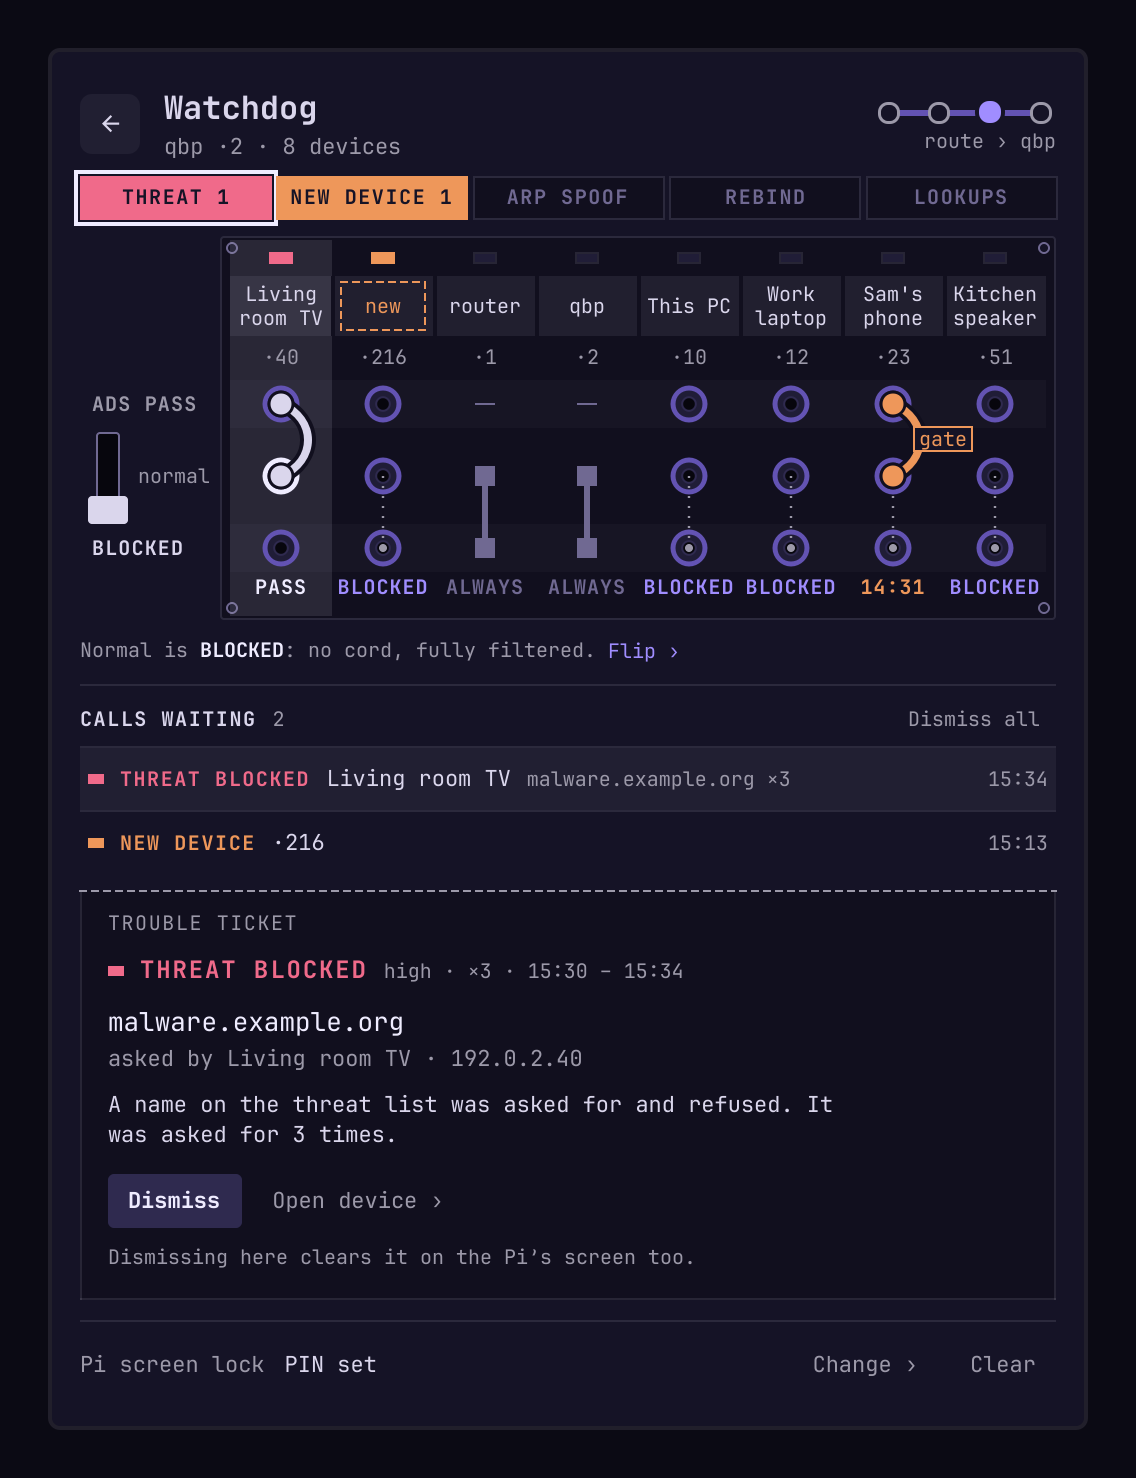 ←
Watchdog
qbp ·2 · 8 devices
route › qbp
THREAT 1
NEW DEVICE 1
ARP SPOOF
REBIND
LOOKUPS
Living
room TV
new
router
qbp
This PC
Work
laptop
Sam's
phone
Kitchen
speaker
·40
·216
·1
·2
·10
·12
·23
·51
ADS PASS
gate
normal
BLOCKED
PASS
BLOCKED
ALWAYS
ALWAYS
BLOCKED
BLOCKED
14:31
BLOCKED
Normal is BLOCKED: no cord, fully filtered. Flip ›
CALLS WAITING 2
Dismiss all
THREAT BLOCKED Living room TV malware.example.org ×3 15:34
NEW DEVICE ·216 15:13
TROUBLE TICKET
THREAT BLOCKED high · ×3 · 15:30 – 15:34
malware.example.org
asked by Living room TV · 192.0.2.40
A name on the threat list was asked for and refused. It
was asked for 3 times.
Dismiss
Open device ›
Dismissing here clears it on the Pi’s screen too.
Pi screen lock PIN set
Change ›
Clear